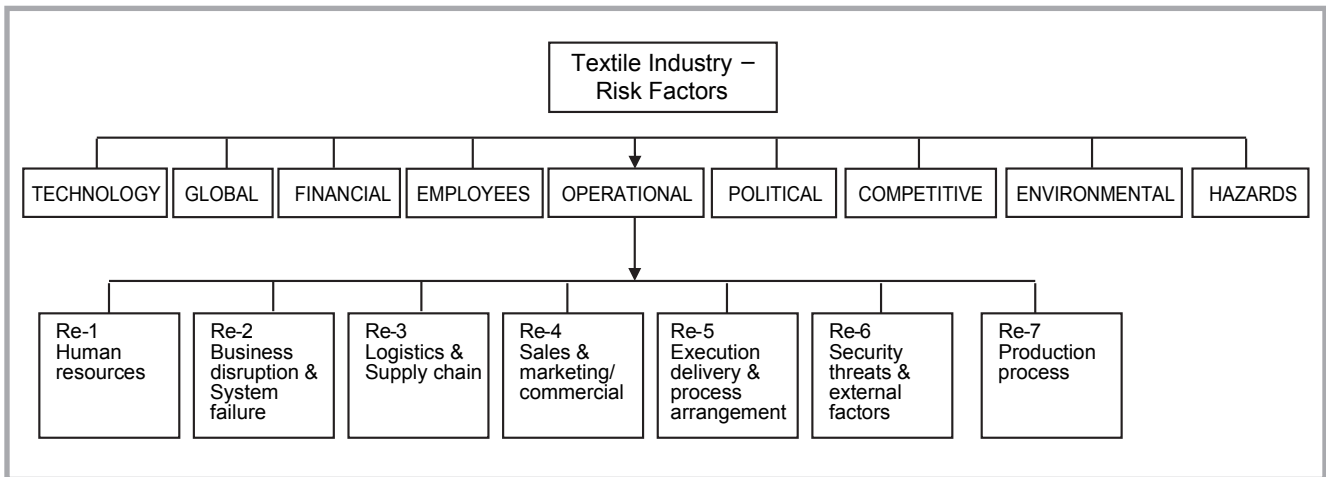 Textile Industry –
Risk Factors
TECHNOLOGY
GLOBAL
FINANCIAL
EMPLOYEES
OPERATIONAL
POLITICAL
COMPETITIVE
ENVIRONMENTAL
HAZARDS
Re-1
Human
resources
Re-2
Business
disruption &
System
failure
Re-3
Logistics &
Supply chain
Re-4
Sales &
marketing/
commercial
Re-5
Execution
delivery &
process
arrangement
Re-6
Security
threats &
external
factors
Re-7
Production
process